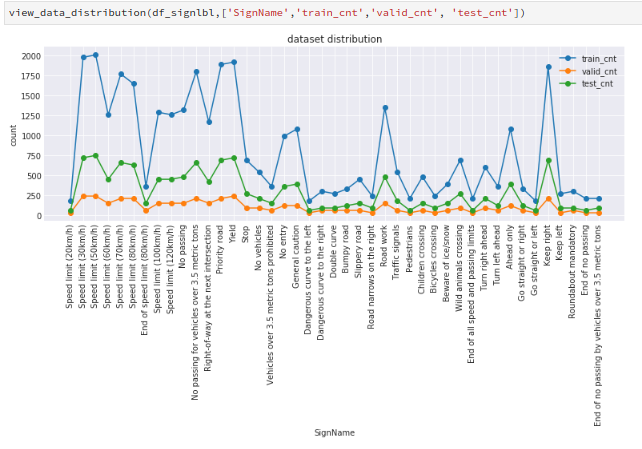 view_data_distribution(df_signlbl,['SignName','train_cnt','valid_cnt', 'test_cnt'])
dataset distribution
train_cnt
valid_cnt
test_cnt
count
2000
1750
1500
1250
1000
750
500
250
0
Speed limit (20km/h)
Speed limit (30km/h)
Speed limit (50km/h)
Speed limit (60km/h)
Speed limit (70km/h)
Speed limit (80km/h)
End of speed limit (80km/h)
Speed limit (100km/h)
Speed limit (120km/h)
No passing
No passing for vehicles over 3.5 metric tons
Right-of-way at the next intersection
Priority road
Yield
Stop
No vehicles
Vehicles over 3.5 metric tons prohibited
No entry
General caution
Dangerous curve to the left
Dangerous curve to the right
Double curve
Bumpy road
Slippery road
Road narrows on the right
Road work
Traffic signals
Pedestrians
Children crossing
Bicycles crossing
Beware of ice/snow
Wild animals crossing
End of all speed and passing limits
Turn right ahead
Turn left ahead
Ahead only
Go straight or right
Go straight or left
Keep right
Keep left
Roundabout mandatory
End of no passing
End of no passing by vehicles over 3.5 metric tons
SignName